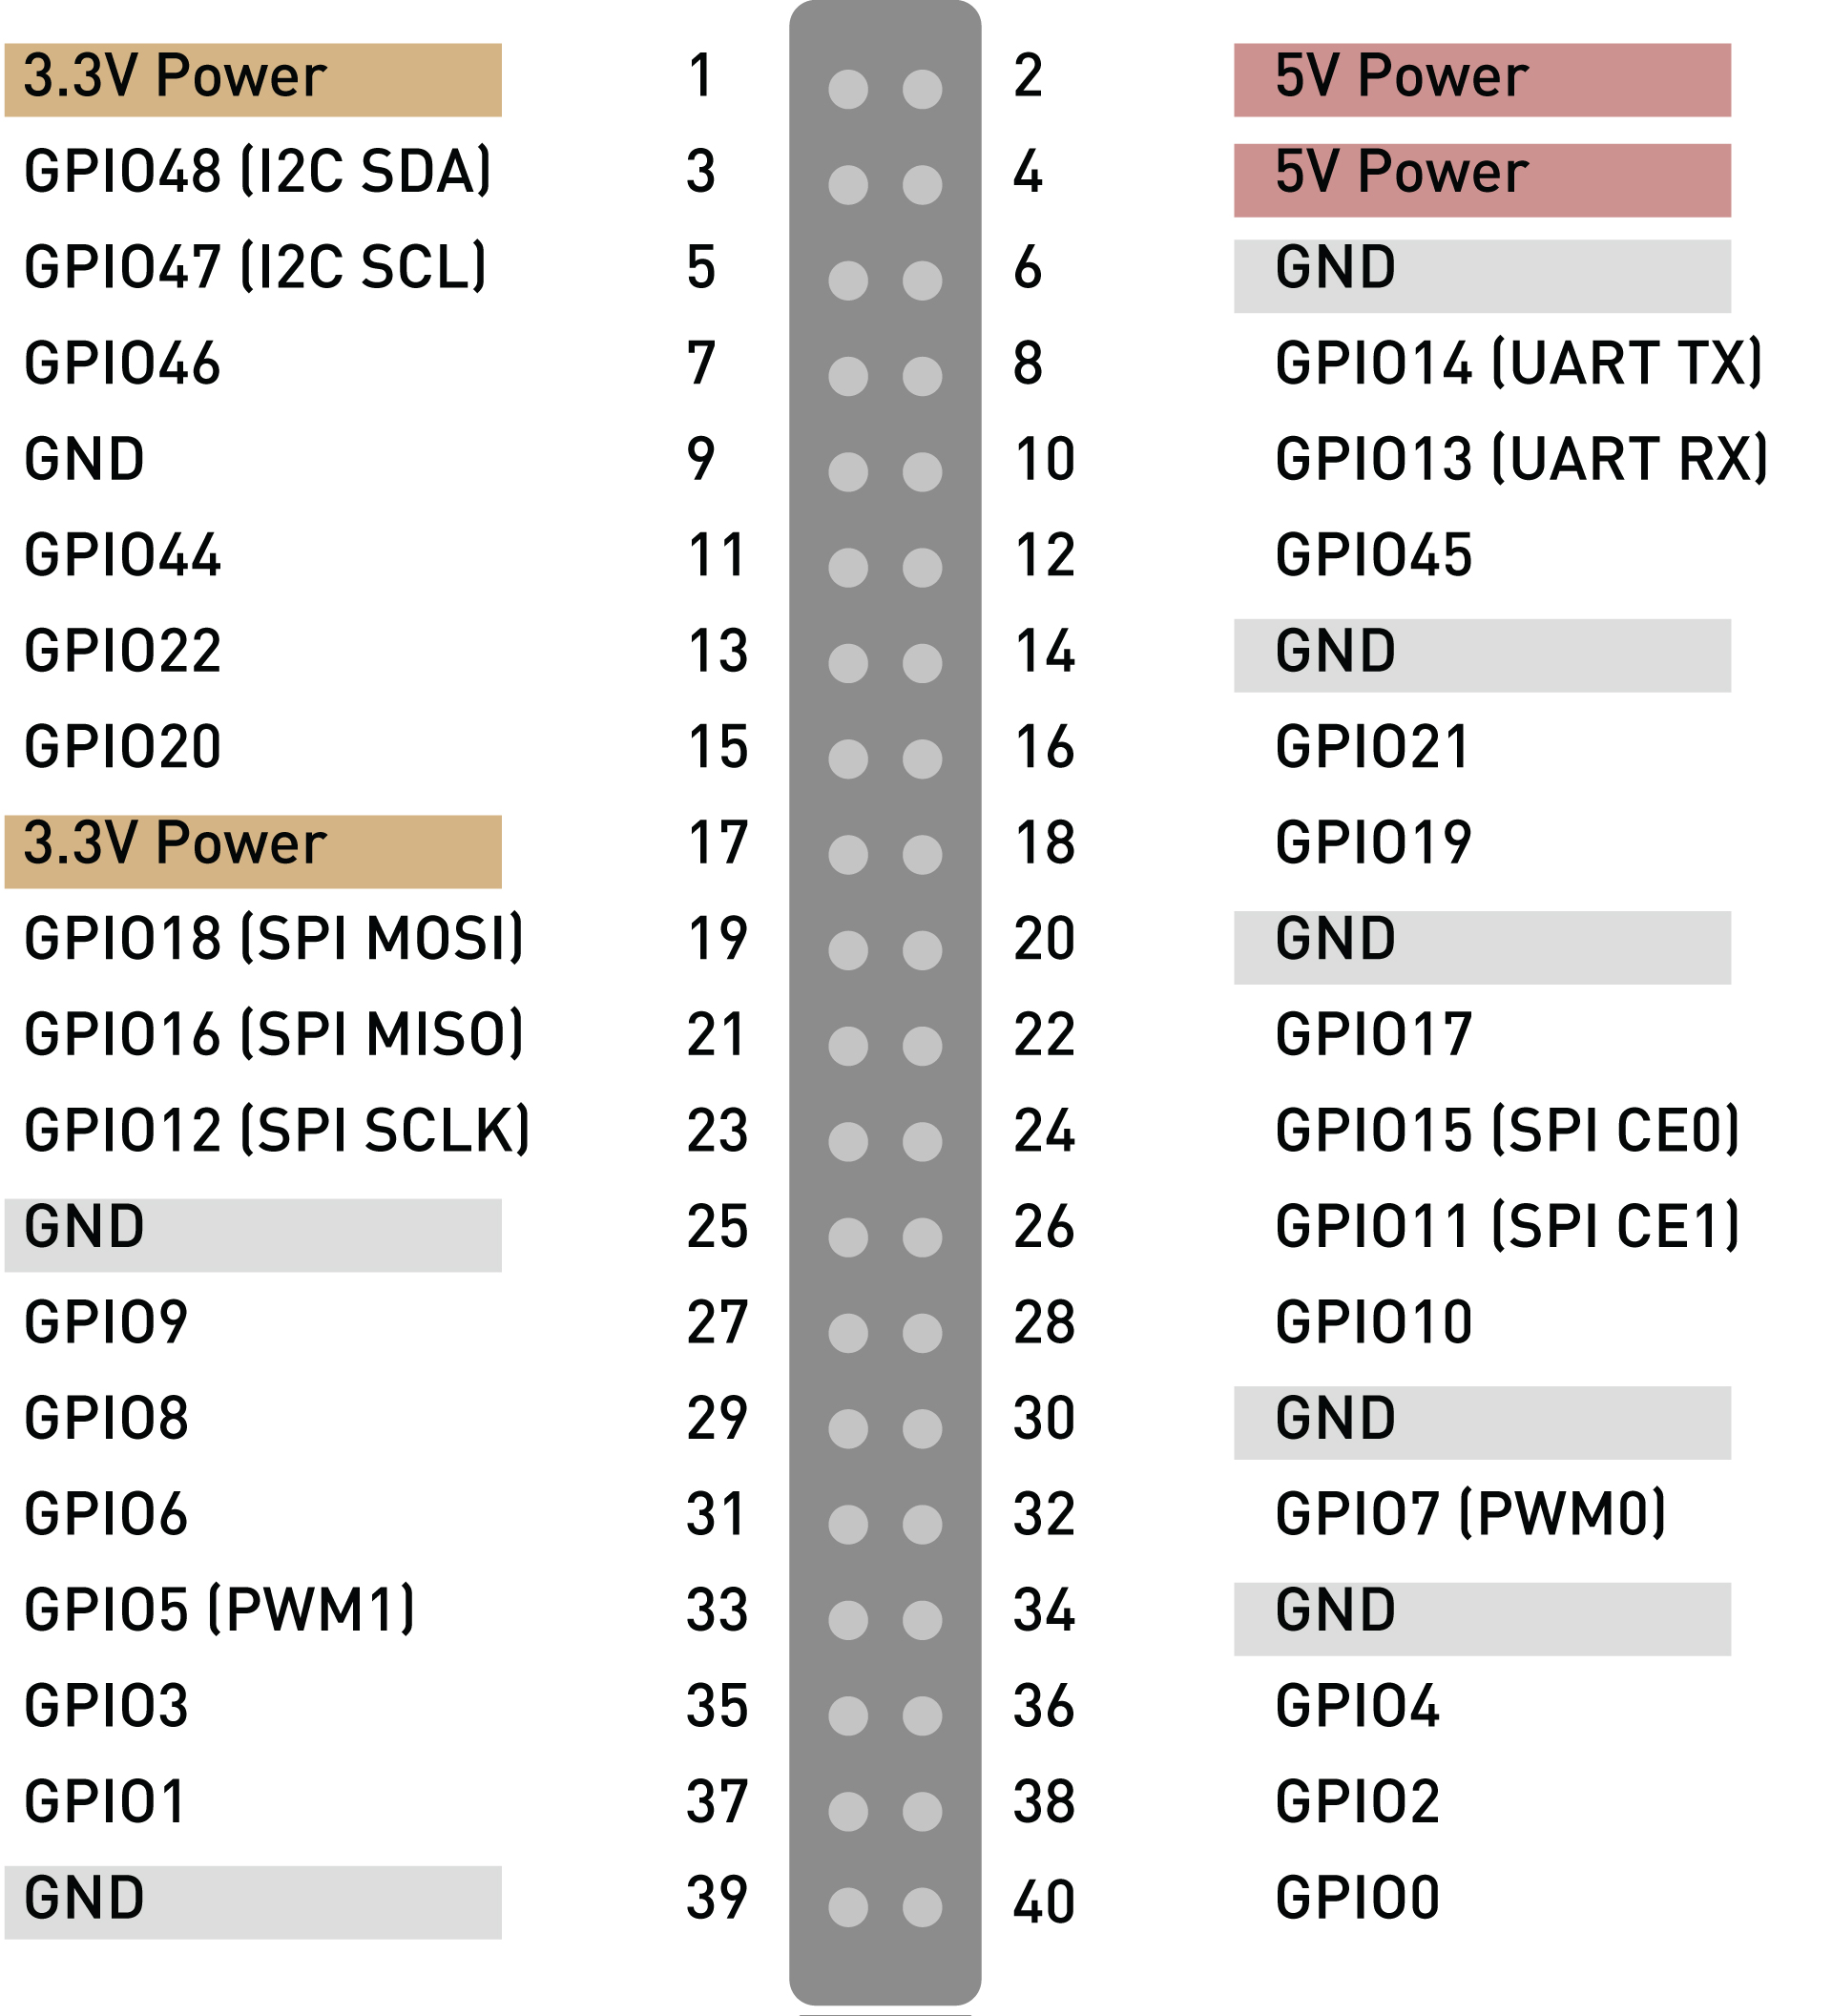 3.3V Power 1 2 5V Power
GPIO48 (I2C SDA) 3 4 5V Power
GPIO47 (I2C SCL) 5 6 GND
GPIO46 7 8 GPIO14 (UART TX)
GND 9 10 GPIO13 (UART RX)
GPIO44 11 12 GPIO45
GPIO22 13 14 GND
GPIO20 15 16 GPIO21
3.3V Power 17 18 GPIO19
GPIO18 (SPI MOSI) 19 20 GND
GPIO16 (SPI MISO) 21 22 GPIO17
GPIO12 (SPI SCLK) 23 24 GPIO15 (SPI CE0)
GND 25 26 GPIO11 (SPI CE1)
GPIO9 27 28 GPIO10
GPIO8 29 30 GND
GPIO6 31 32 GPIO7 (PWM0)
GPIO5 (PWM1) 33 34 GND
GPIO3 35 36 GPIO4
GPIO1 37 38 GPIO2
GND 39 40 GPIO0